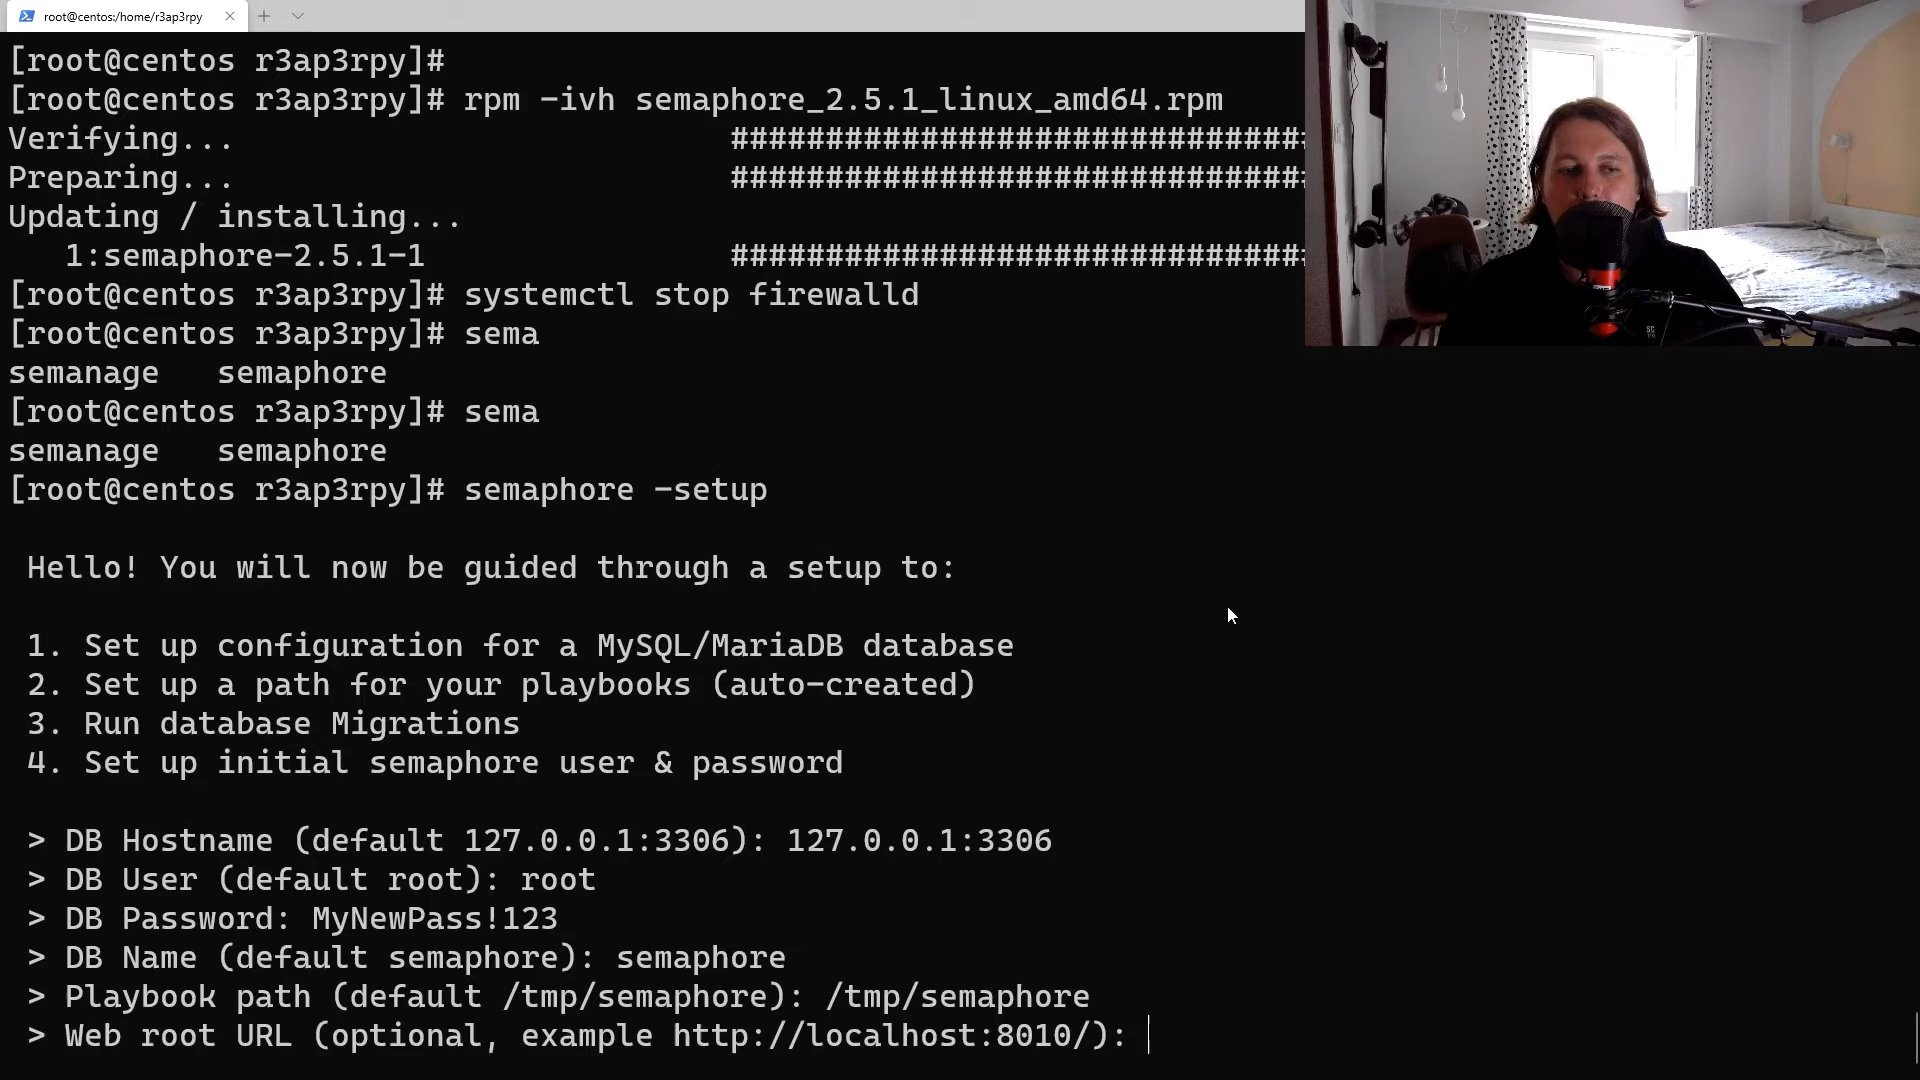 root@centos:/home/r3ap3rpy
[root@centos r3ap3rpy]#
[root@centos r3ap3rpy]# rpm -ivh semaphore_2.5.1_linux_amd64.rpm
Verifying... ##############################
Preparing... ##############################
Updating / installing...
1:semaphore-2.5.1-1 ##############################
[root@centos r3ap3rpy]# systemctl stop firewalld
[root@centos r3ap3rpy]# sema
semanage semaphore
[root@centos r3ap3rpy]# sema
semanage semaphore
[root@centos r3ap3rpy]# semaphore -setup
Hello! You will now be guided through a setup to:
1. Set up configuration for a MySQL/MariaDB database
2. Set up a path for your playbooks (auto-created)
3. Run database Migrations
4. Set up initial semaphore user & password
> DB Hostname (default 127.0.0.1:3306): 127.0.0.1:3306
> DB User (default root): root
> DB Password: MyNewPass!123
> DB Name (default semaphore): semaphore
> Playbook path (default /tmp/semaphore): /tmp/semaphore
> Web root URL (optional, example http://localhost:8010/):